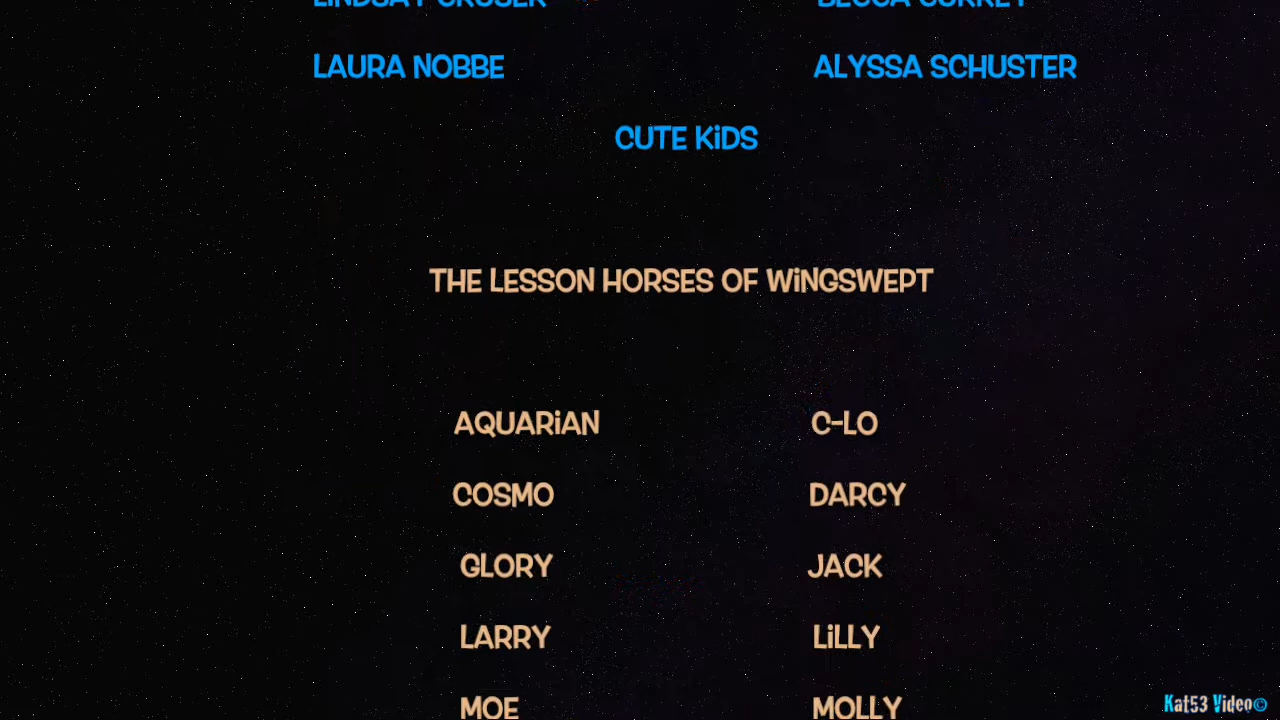 LAURA NOBBE ALYSSA SCHUSTER
CUTE KiDS
THE LESSON HORSES OF WiNGSWEPT
AQUARiAN C-LO
COSMO DARCY
GLORY JACK
LARRY LiLLY
MOE MOLLY
Kat53 Video©